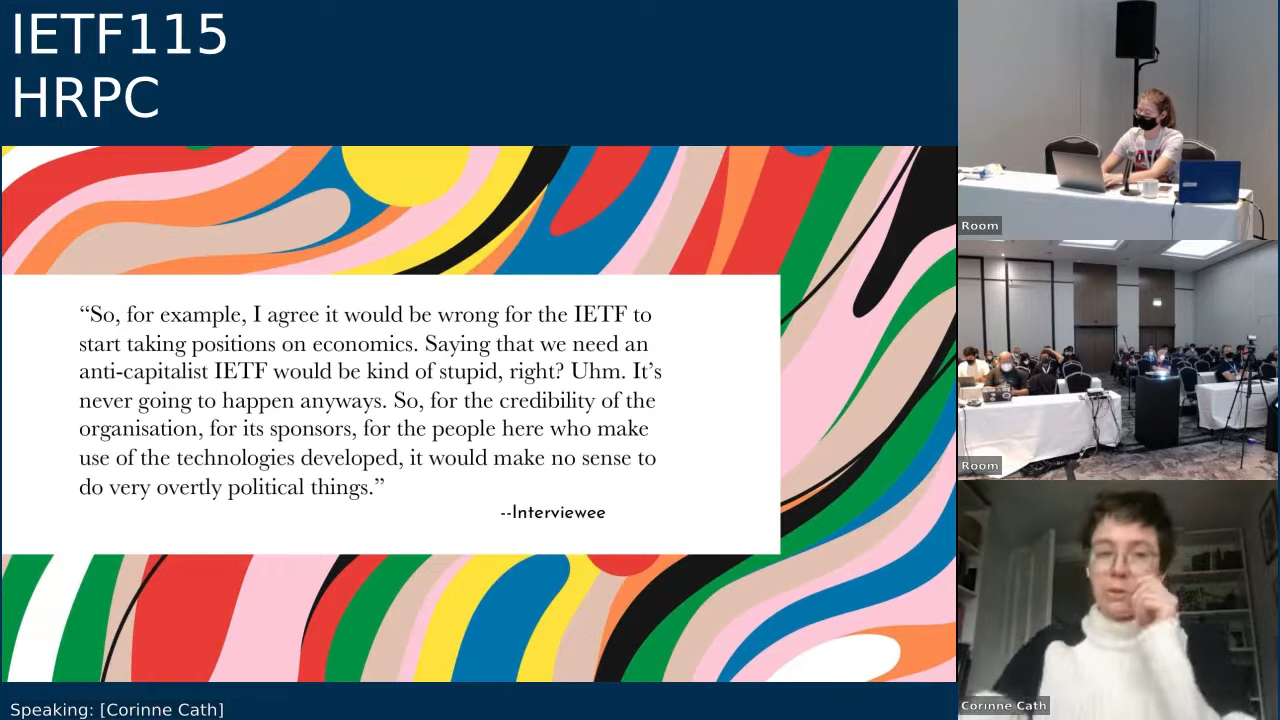 IETF115
HRPC
“So, for example, I agree it would be wrong for the IETF to
start taking positions on economics. Saying that we need an
anti-capitalist IETF would be kind of stupid, right? Uhm. It’s
never going to happen anyways. So, for the credibility of the
organisation, for its sponsors, for the people here who make
use of the technologies developed, it would make no sense to
do very overtly political things.”
--Interviewee
Room
Room
Corinne Cath
Speaking: [Corinne Cath]